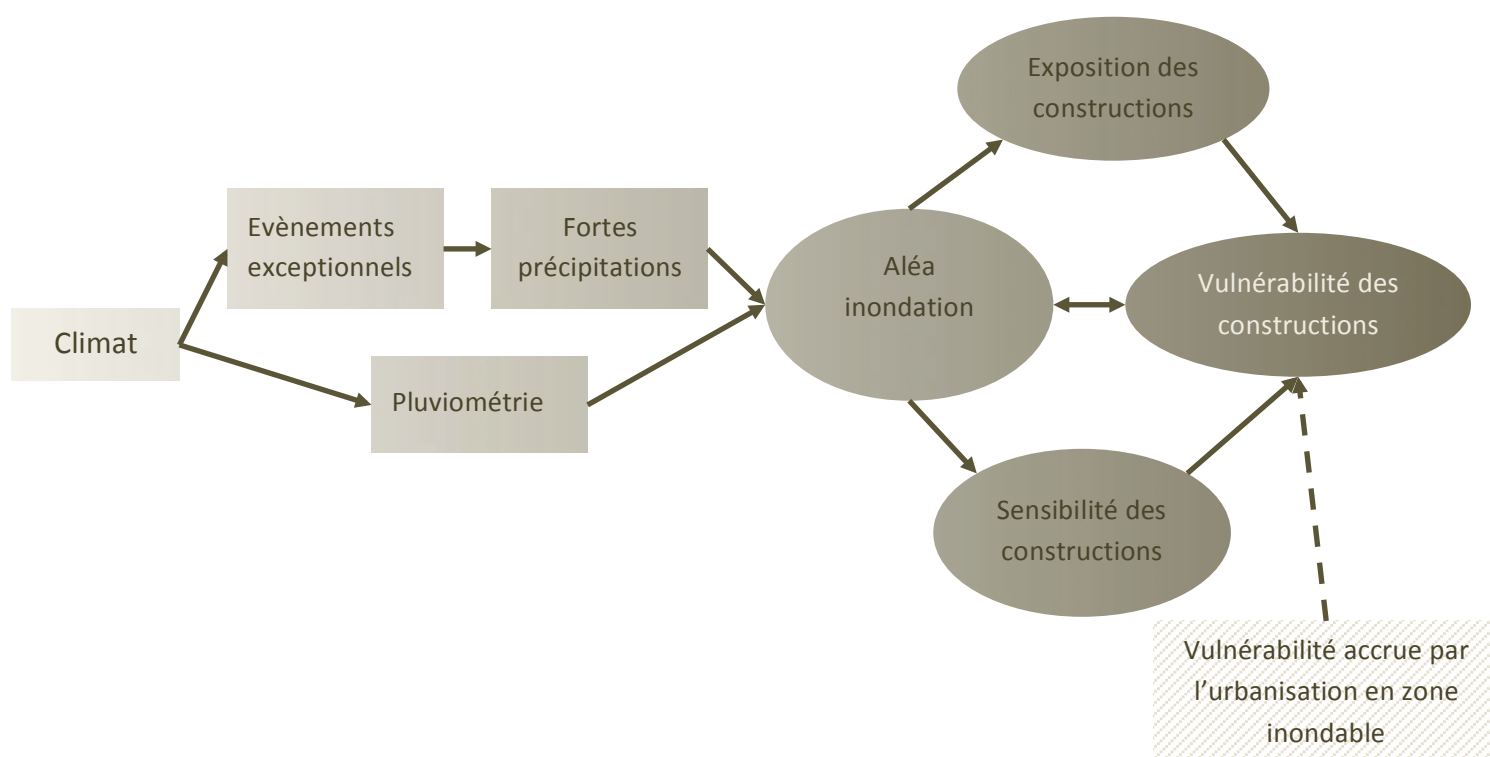 Climat
Evènements
exceptionnels
Fortes
précipitations
Pluviométrie
Aléa
inondation
Exposition des
constructions
Vulnérabilité des
constructions
Sensibilité des
constructions
Vulnérabilité accrue par
l’urbanisation en zone
inondable